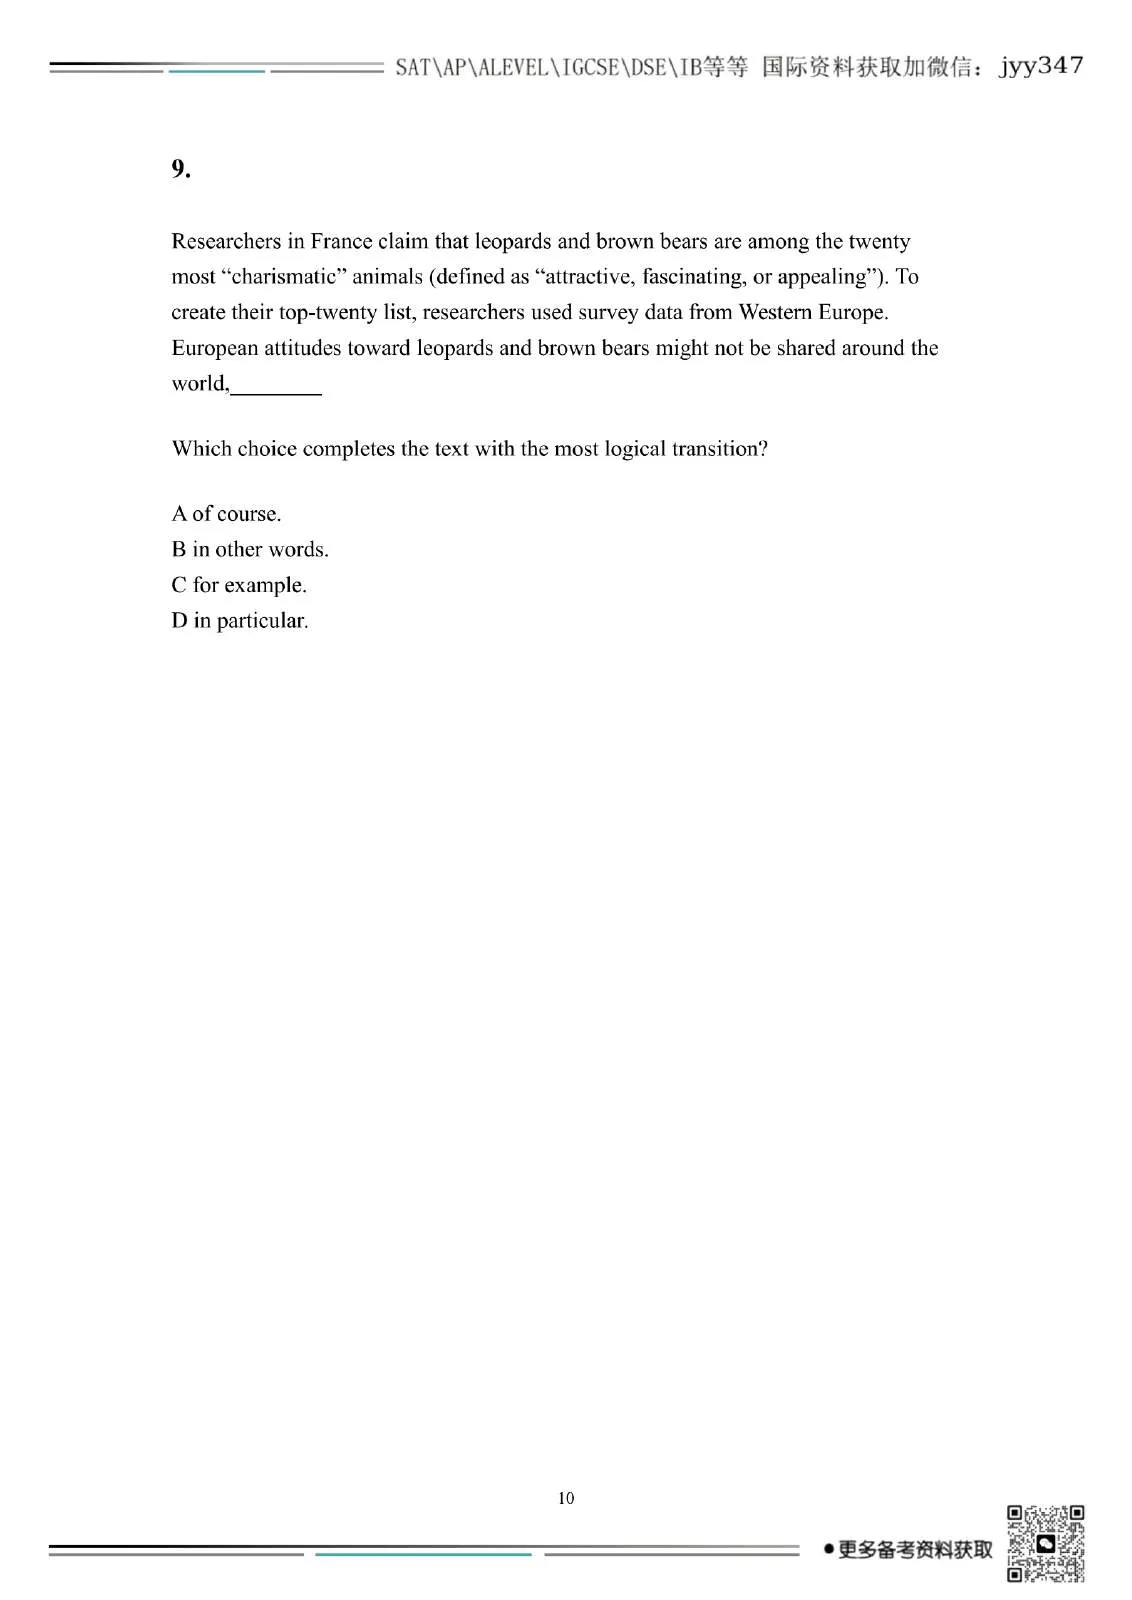 SAT\AP\ALEVEL\IGCSE\DSE\IB等等 国际资料获取加微信: jyy347
9.
Researchers in France claim that leopards and brown bears are among the twenty
most “charismatic” animals (defined as “attractive, fascinating, or appealing”). To
create their top-twenty list, researchers used survey data from Western Europe.
European attitudes toward leopards and brown bears might not be shared around the
world,________
Which choice completes the text with the most logical transition?
A of course.
B in other words.
C for example.
D in particular.
10
●更多备考资料获取